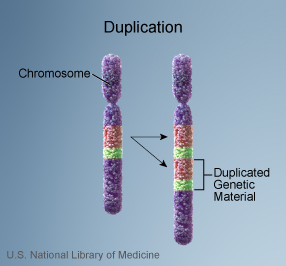 Duplication
Chromosome
Duplicated
Genetic
Material
U.S. National Library of Medicine